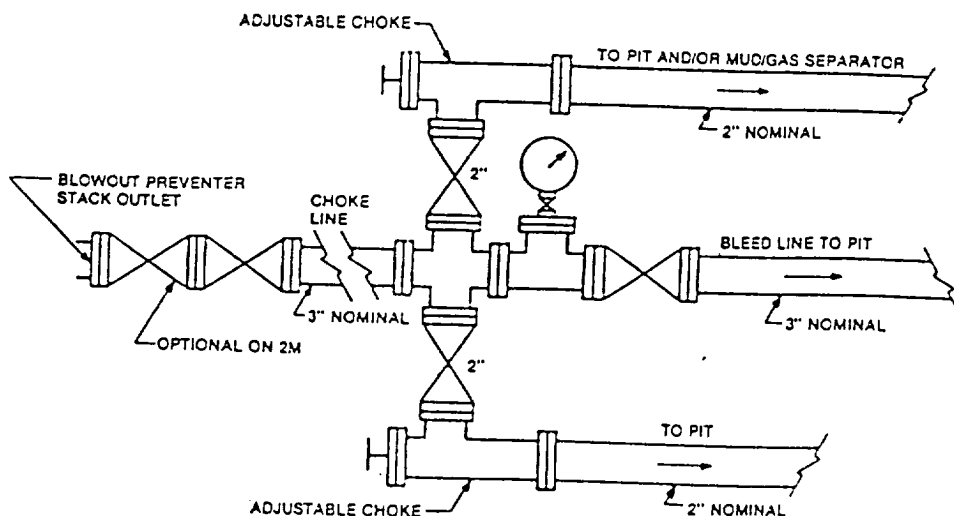 ADJUSTABLE CHOKE
TO PIT AND/OR MUD/GAS SEPARATOR
2" NOMINAL
2"
BLOWOUT PREVENTER
STACK OUTLET
CHOKE
LINE
BLEED LINE TO PIT
3" NOMINAL
3" NOMINAL
OPTIONAL ON 2M
2"
TO PIT
ADJUSTABLE CHOKE
2" NOMINAL